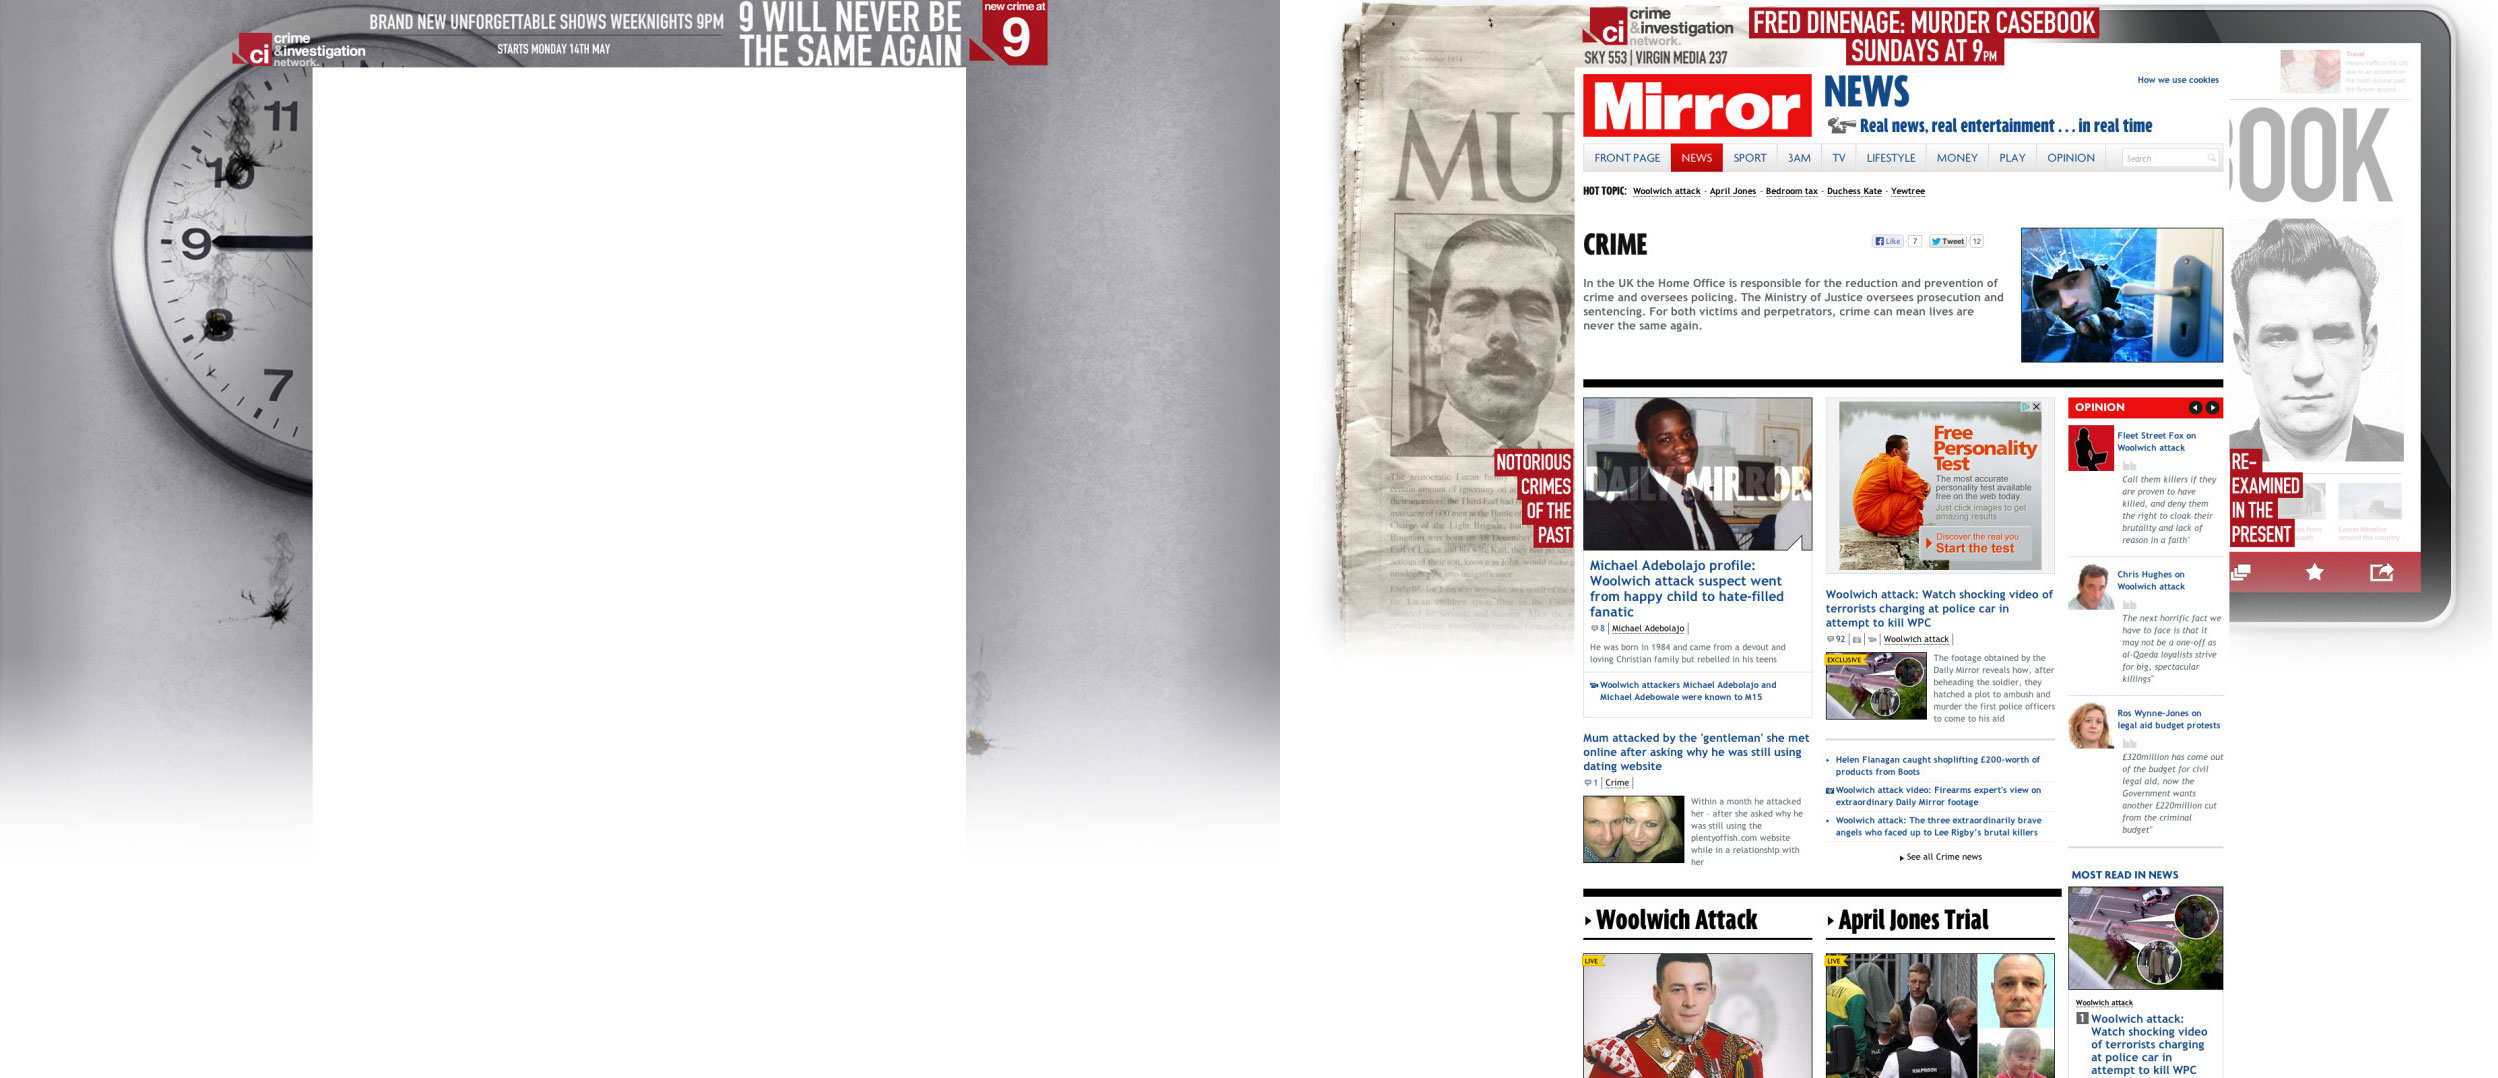 BRAND NEW UNFORGETTABLE SHOWS WEEKNIGHTS 9PM
STARTS MONDAY 14TH MAY
9 WILL NEVER BE
THE SAME AGAIN
new crime at
9
ci
crime
&investigation
network.
11
10
9
8
7
ci
crime
&investigation
network.
SKY 553 | VIRGIN MEDIA 237
FRED DINENAGE: MURDER CASEBOOK
SUNDAYS AT 9PM
MU
OOK
NOTORIOUS
CRIMES
OF THE
PAST
RE-
EXAMINED
IN THE
PRESENT
Travel
Latest Weather
around the country
Mirror
NEWS
How we use cookies
Real news, real entertainment . . . in real time
FRONT PAGE
NEWS
SPORT
3AM
TV
LIFESTYLE
MONEY
PLAY
OPINION
Search
HOT TOPIC: Woolwich attack · April Jones · Bedroom tax · Duchess Kate · Yewtree
CRIME
Like 7 Tweet 12
In the UK the Home Office is responsible for the reduction and prevention of
crime and oversees policing. The Ministry of Justice oversees prosecution and
sentencing. For both victims and perpetrators, crime can mean lives are
never the same again.
DAILY MIRROR
Michael Adebolajo profile:
Woolwich attack suspect went
from happy child to hate-filled
fanatic
8 | Michael Adebolajo |
He was born in 1984 and came from a devout and
loving Christian family but rebelled in his teens
Woolwich attackers Michael Adebolajo and
Michael Adebowale were known to M15
Mum attacked by the 'gentleman' she met
online after asking why he was still using
dating website
1 | Crime |
Within a month he attacked
her - after she asked why he
was still using the
plentyoffish.com website
while in a relationship with
her
Free
Personality
Test
The most accurate
personality test available
free on the web today.
Just click images to get
amazing results
Discover the real you
Start the test
Woolwich attack: Watch shocking video of
terrorists charging at police car in
attempt to kill WPC
92 | | | Woolwich attack |
EXCLUSIVE
The footage obtained by the
Daily Mirror reveals how, after
beheading the soldier, they
hatched a plot to ambush and
murder the first police officers
to come to his aid
Helen Flanagan caught shoplifting £200-worth of
products from Boots
Woolwich attack video: Firearms expert's view on
extraordinary Daily Mirror footage
Woolwich attack: The three extraordinarily brave
angels who faced up to Lee Rigby's brutal killers
See all Crime news
OPINION
Fleet Street Fox on
Woolwich attack
Call them killers if they
are proven to have
killed, and deny them
the right to cloak their
brutality and lack of
reason in a faith"
Chris Hughes on
Woolwich attack
The next horrific fact we
have to face is that it
may not be a one-off as
al-Qaeda loyalists strive
for big, spectacular
killings"
Ros Wynne-Jones on
legal aid budget protests
£320million has come out
of the budget for civil
legal aid, now the
Government wants
another £220million cut
from the criminal
budget"
MOST READ IN NEWS
Woolwich attack
1 Woolwich attack:
Watch shocking video
of terrorists charging
at police car in
attempt to kill WPC
Woolwich Attack
LIVE
April Jones Trial
LIVE